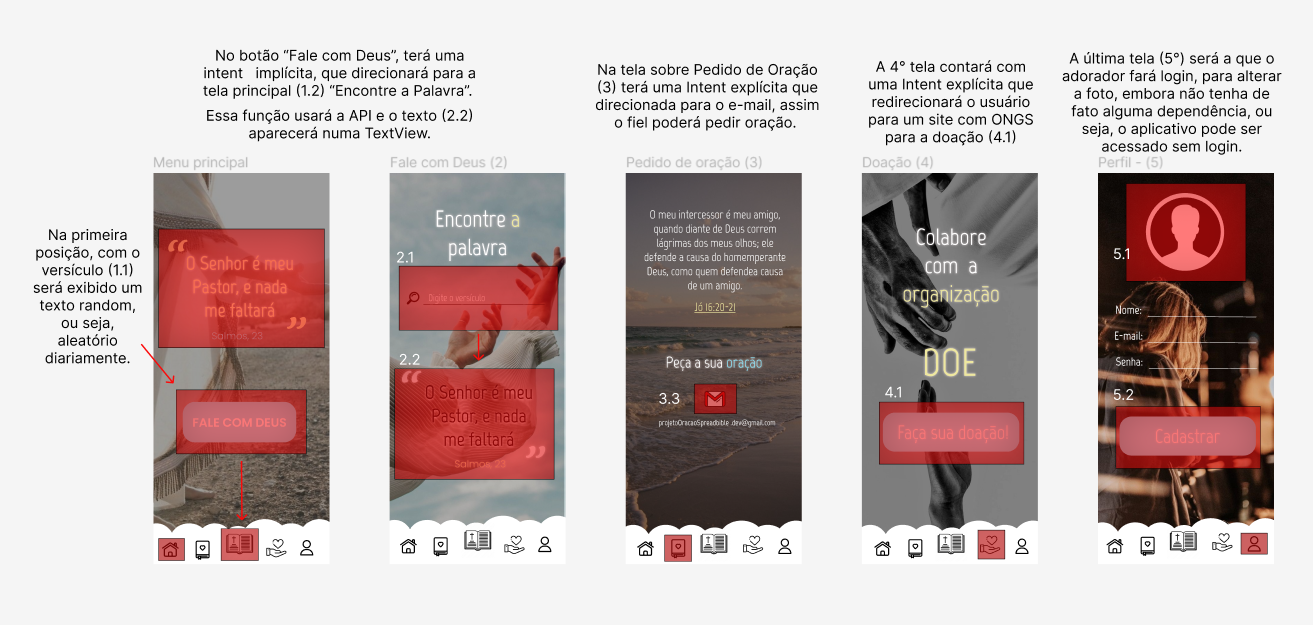 No botão “Fale com Deus”, terá uma
intent implícita, que direcionará para a
tela principal (1.2) “Encontre a Palavra”.
Essa função usará a API e o texto (2.2)
aparecerá numa TextView.
Na tela sobre Pedido de Oração
(3) terá uma Intent explícita que
direcionada para o e-mail, assim
o fiel poderá pedir oração.
A 4° tela contará com
uma Intent explícita que
redirecionará o usuário
para um site com ONGS
para a doação (4.1)
A última tela (5°) será a que o
adorador fará login, para alterar
a foto, embora não tenha de
fato alguma dependência, ou
seja, o aplicativo pode ser
acessado sem login.
Na primeira
posição, com o
versículo (1.1)
será exibido um
texto random,
ou seja,
aleatório
diariamente.
Menu principal
“
O Senhor é meu
Pastor, e nada
me faltará
”
Salmos, 23
FALE COM DEUS
Fale com Deus (2)
Encontre a
palavra
2.1
Digite o versículo
2.2
“
O Senhor é meu
Pastor, e nada
me faltará
”
Salmos, 23
Pedido de oração (3)
O meu intercessor é meu amigo,
quando diante de Deus correm
lágrimas dos meus olhos; ele
defende a causa do homemperante
Deus, como quem defendea causa
de um amigo.
Jó 16:20-21
Peça a sua oração
3.3
projetoOracaoSpreadbible .dev@gmail.com
Doação (4)
Colabore
com a
organização
DOE
4.1
Faça sua doação!
Perfil - (5)
5.1
Nome:
E-mail:
Senha:
5.2
Cadastrar